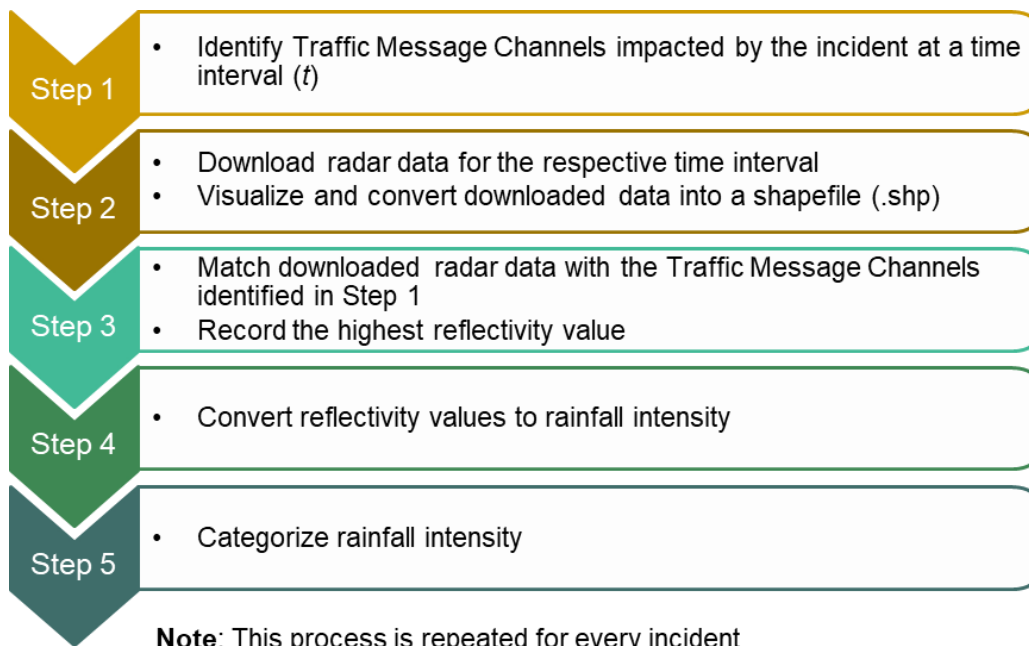 Step 1
• Identify Traffic Message Channels impacted by the incident at a time
interval (t)
Step 2
• Download radar data for the respective time interval
• Visualize and convert downloaded data into a shapefile (.shp)
Step 3
• Match downloaded radar data with the Traffic Message Channels
identified in Step 1
• Record the highest reflectivity value
Step 4
• Convert reflectivity values to rainfall intensity
Step 5
• Categorize rainfall intensity
Note: This process is repeated for every incident